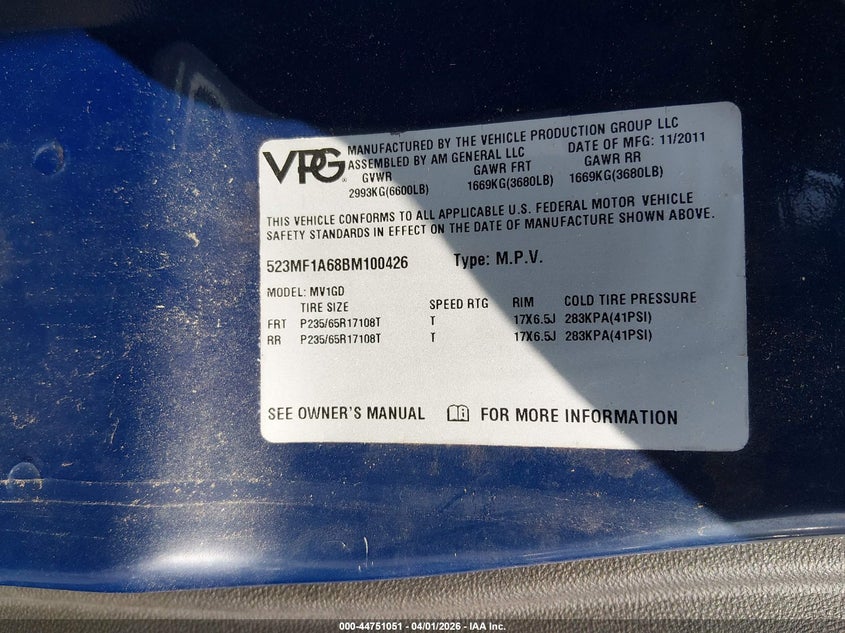 VPG
MANUFACTURED BY THE VEHICLE PRODUCTION GROUP LLC
ASSEMBLED BY AM GENERAL LLC DATE OF MFG: 11/2011
GVWR GAWR FRT GAWR RR
2993KG(6600LB) 1669KG(3680LB) 1669KG(3680LB)
THIS VEHICLE CONFORMS TO ALL APPLICABLE U.S. FEDERAL MOTOR VEHICLE
SAFETY STANDARDS IN EFFECT ON THE DATE OF MANUFACTURE SHOWN ABOVE.
523MF1A68BM100426 Type: M.P.V.
MODEL: MV1GD
TIRE SIZE SPEED RTG RIM COLD TIRE PRESSURE
FRT P235/65R17108T T 17X6.5J 283KPA(41PSI)
RR P235/65R17108T T 17X6.5J 283KPA(41PSI)
SEE OWNER'S MANUAL FOR MORE INFORMATION
000-44751051 - 04/01/2026 - IAA Inc.